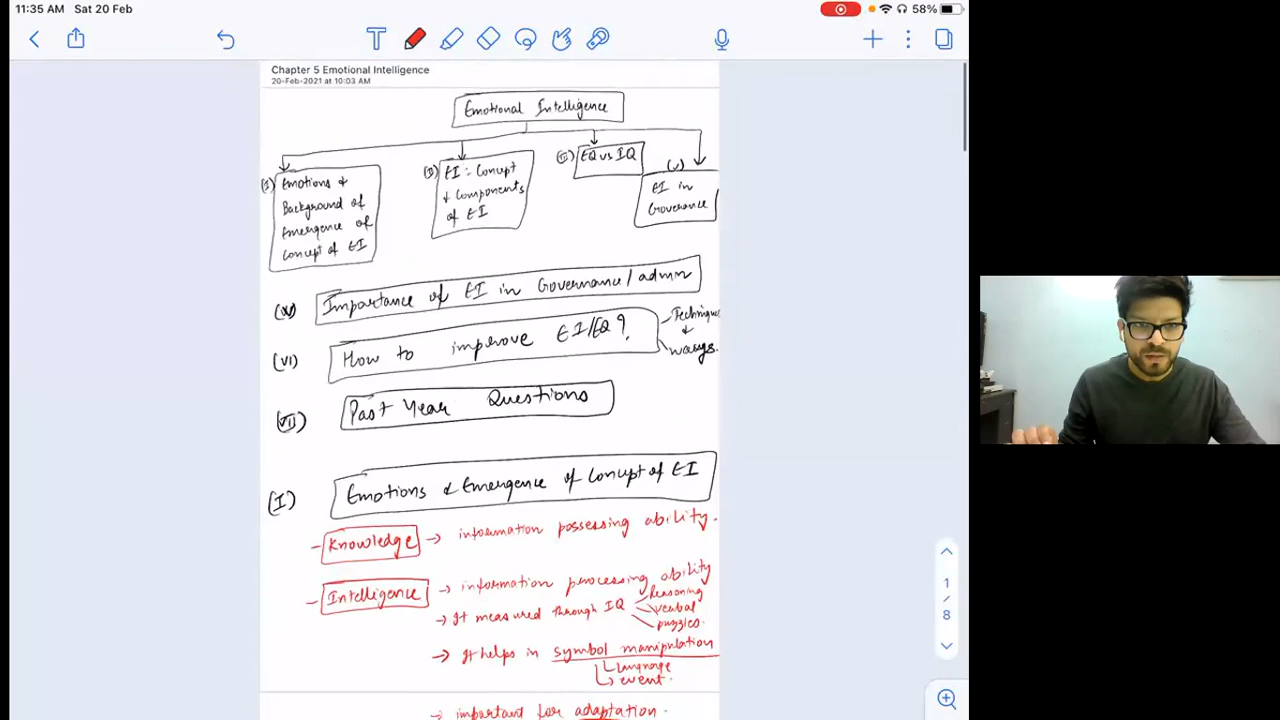 11:35 AM Sat 20 Feb
58%
Chapter 5 Emotional Intelligence
20-Feb-2021 at 10:03 AM
Emotional Intelligence
(I) Emotions &
Background of
Emergence of
Concept of EI
(II) EI : Concept
& Components
of EI
(III) EQ vs IQ
(V)
EI in
Governance
(V) Importance of EI in Governance/admn
(VI) How to improve EI/EQ?
Technique
&
ways.
(VII) Past Year Questions
(I) Emotions & Emergence of Concept of EI
- Knowledge → information possessing ability.
- Intelligence → information processing ability
→ It measured through IQ
Reasoning
verbal
puzzles.
→ It helps in symbol manipulation
language
→ event.
→ important for adaptation.
1
/
8